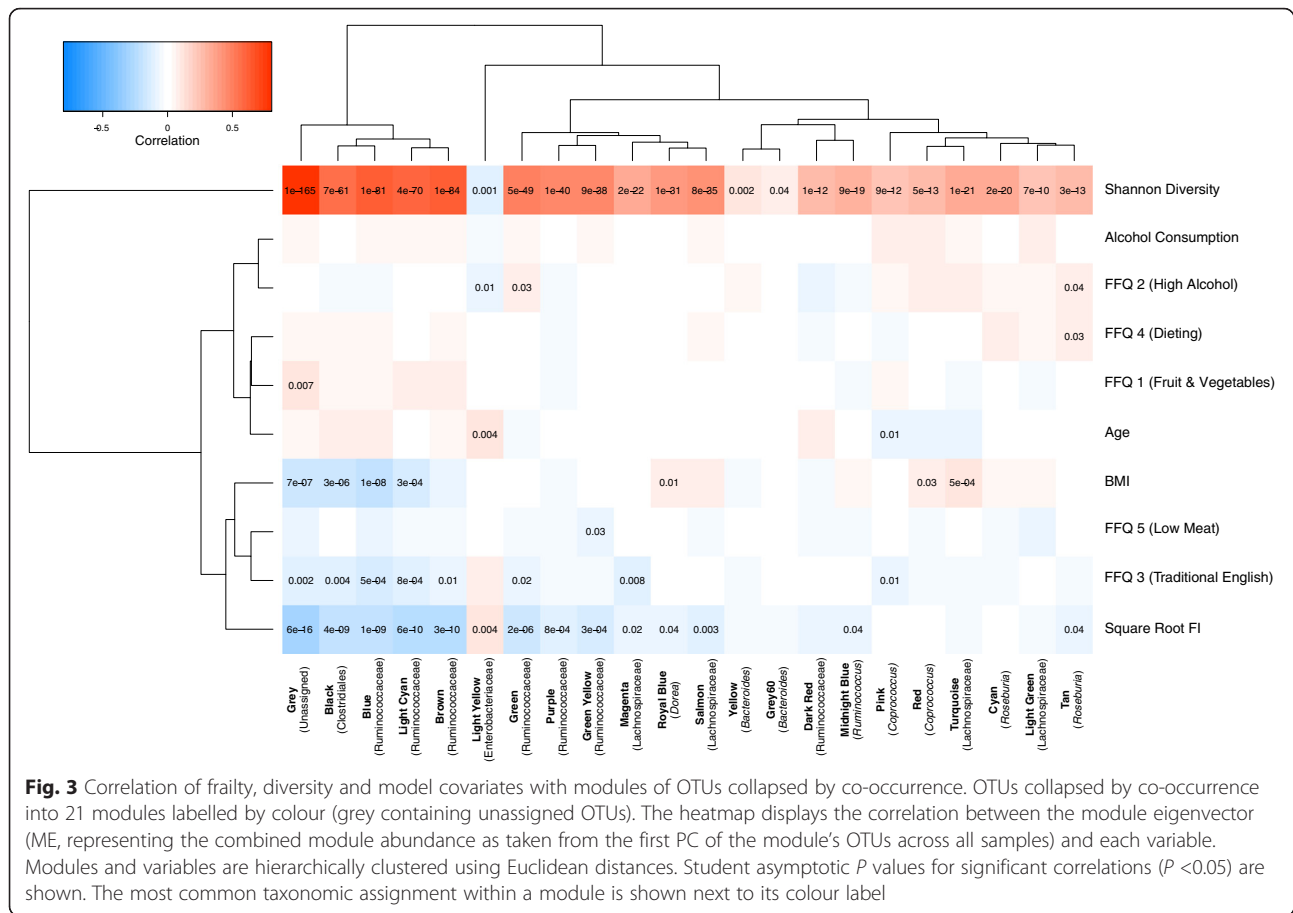 -0.5 0 0.5
Correlation
1e-165 7e-61 1e-81 4e-70 1e-84 0.001 5e-49 1e-40 9e-38 2e-22 1e-31 8e-35 0.002 0.04 1e-12 9e-19 9e-12 5e-13 1e-21 2e-20 7e-10 3e-13 Shannon Diversity
Alcohol Consumption
0.01 0.03 0.04 FFQ 2 (High Alcohol)
0.03 FFQ 4 (Dieting)
0.007 FFQ 1 (Fruit & Vegetables)
0.004 0.01 Age
7e-07 3e-06 1e-08 3e-04 0.01 0.03 5e-04 BMI
0.03 FFQ 5 (Low Meat)
0.002 0.004 5e-04 8e-04 0.01 0.02 0.008 0.01 FFQ 3 (Traditional English)
6e-16 4e-09 1e-09 6e-10 3e-10 0.004 2e-06 8e-04 3e-04 0.02 0.04 0.003 0.04 0.04 Square Root FI
Grey
(Unassigned)
Black
(Clostridiales)
Blue
(Ruminococcaceae)
Light Cyan
(Ruminococcaceae)
Brown
(Ruminococcaceae)
Light Yellow
(Enterobacteriaceae)
Green
(Ruminococcaceae)
Purple
(Ruminococcaceae)
Green Yellow
(Ruminococcaceae)
Magenta
(Lachnospiraceae)
Royal Blue
(Dorea)
Salmon
(Lachnospiraceae)
Yellow
(Bacteroides)
Grey60
(Bacteroides)
Dark Red
(Ruminococcaceae)
Midnight Blue
(Ruminococcus)
Pink
(Coprococcus)
Red
(Coprococcus)
Turquoise
(Lachnospiraceae)
Cyan
(Roseburia)
Light Green
(Lachnospiraceae)
Tan
(Roseburia)
Fig. 3 Correlation of frailty, diversity and model covariates with modules of OTUs collapsed by co-occurrence. OTUs collapsed by co-occurrence
into 21 modules labelled by colour (grey containing unassigned OTUs). The heatmap displays the correlation between the module eigenvector
(ME, representing the combined module abundance as taken from the first PC of the module's OTUs across all samples) and each variable.
Modules and variables are hierarchically clustered using Euclidean distances. Student asymptotic P values for significant correlations (P <0.05) are
shown. The most common taxonomic assignment within a module is shown next to its colour label